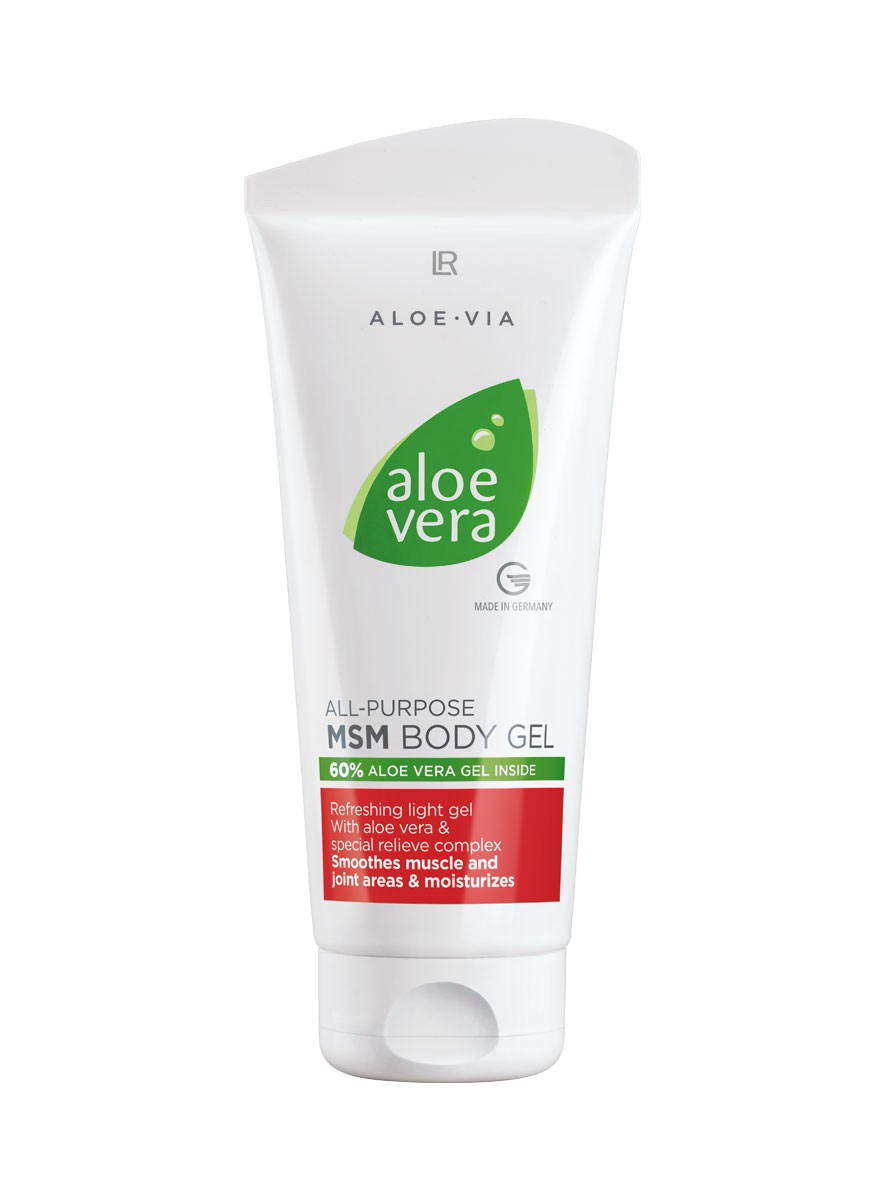 LR
ALOE·VIA
aloe
vera
MADE IN GERMANY
ALL-PURPOSE
MSM BODY GEL
60% ALOE VERA GEL INSIDE
Refreshing light gel
With aloe vera &
special relieve complex
Smoothes muscle and
joint areas & moisturizes